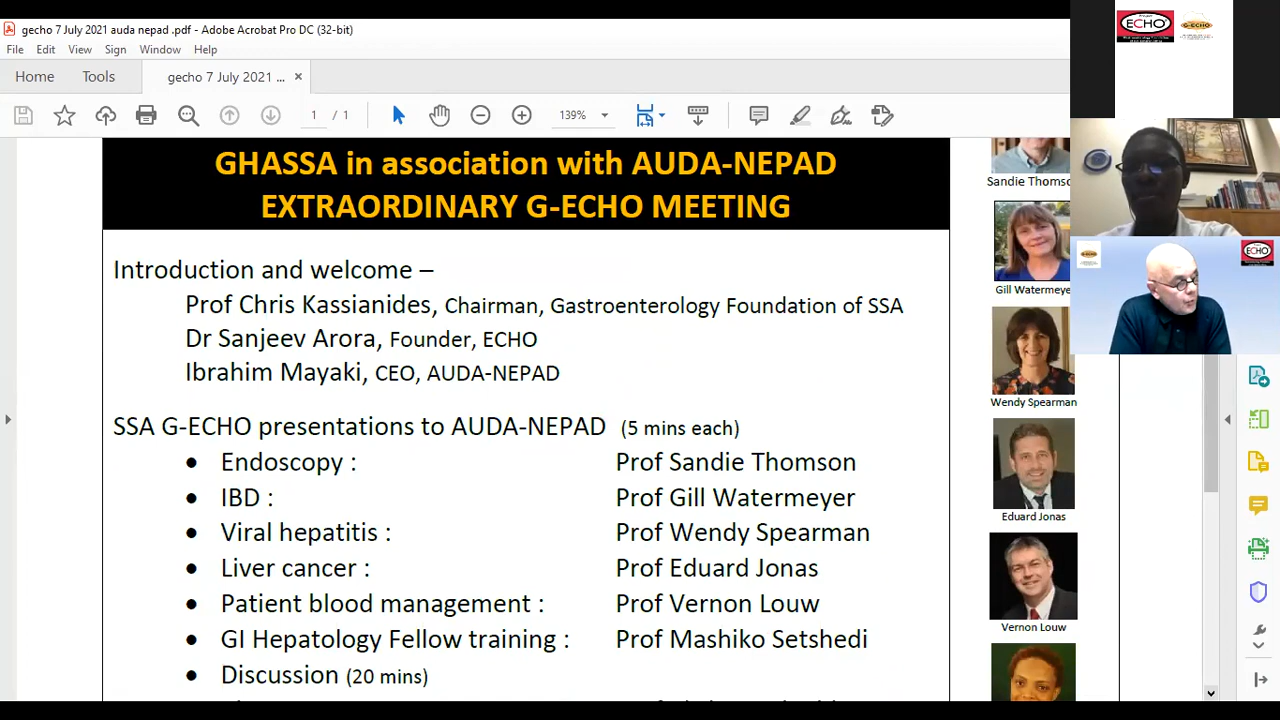 gecho 7 July 2021 auda nepad .pdf - Adobe Acrobat Pro DC (32-bit)
File Edit View Sign Window Help
Home Tools gecho 7 July 2021 ... ×
1 / 1 139%
GHASSA in association with AUDA-NEPAD
EXTRAORDINARY G-ECHO MEETING
Introduction and welcome –
Prof Chris Kassianides, Chairman, Gastroenterology Foundation of SSA
Dr Sanjeev Arora, Founder, ECHO
Ibrahim Mayaki, CEO, AUDA-NEPAD
SSA G-ECHO presentations to AUDA-NEPAD (5 mins each)
• Endoscopy : Prof Sandie Thomson
• IBD : Prof Gill Watermeyer
• Viral hepatitis : Prof Wendy Spearman
• Liver cancer : Prof Eduard Jonas
• Patient blood management : Prof Vernon Louw
• GI Hepatology Fellow training : Prof Mashiko Setshedi
• Discussion (20 mins)
Sandie Thomso
Gill Watermeye
Wendy Spearman
Eduard Jonas
Vernon Louw
ECHO
G-ECHO
ECHO